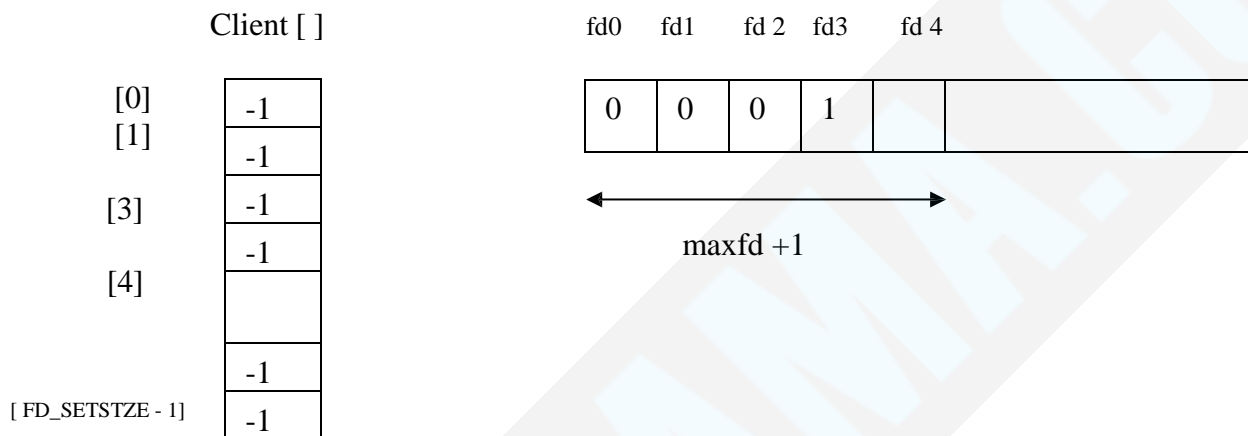 Client [ ]
fd0 fd1 fd 2 fd3 fd 4
[0] -1
[1] -1
[3] -1
-1
[4]
-1
[ FD_SETSTZE - 1] -1
0 0 0 1
maxfd +1